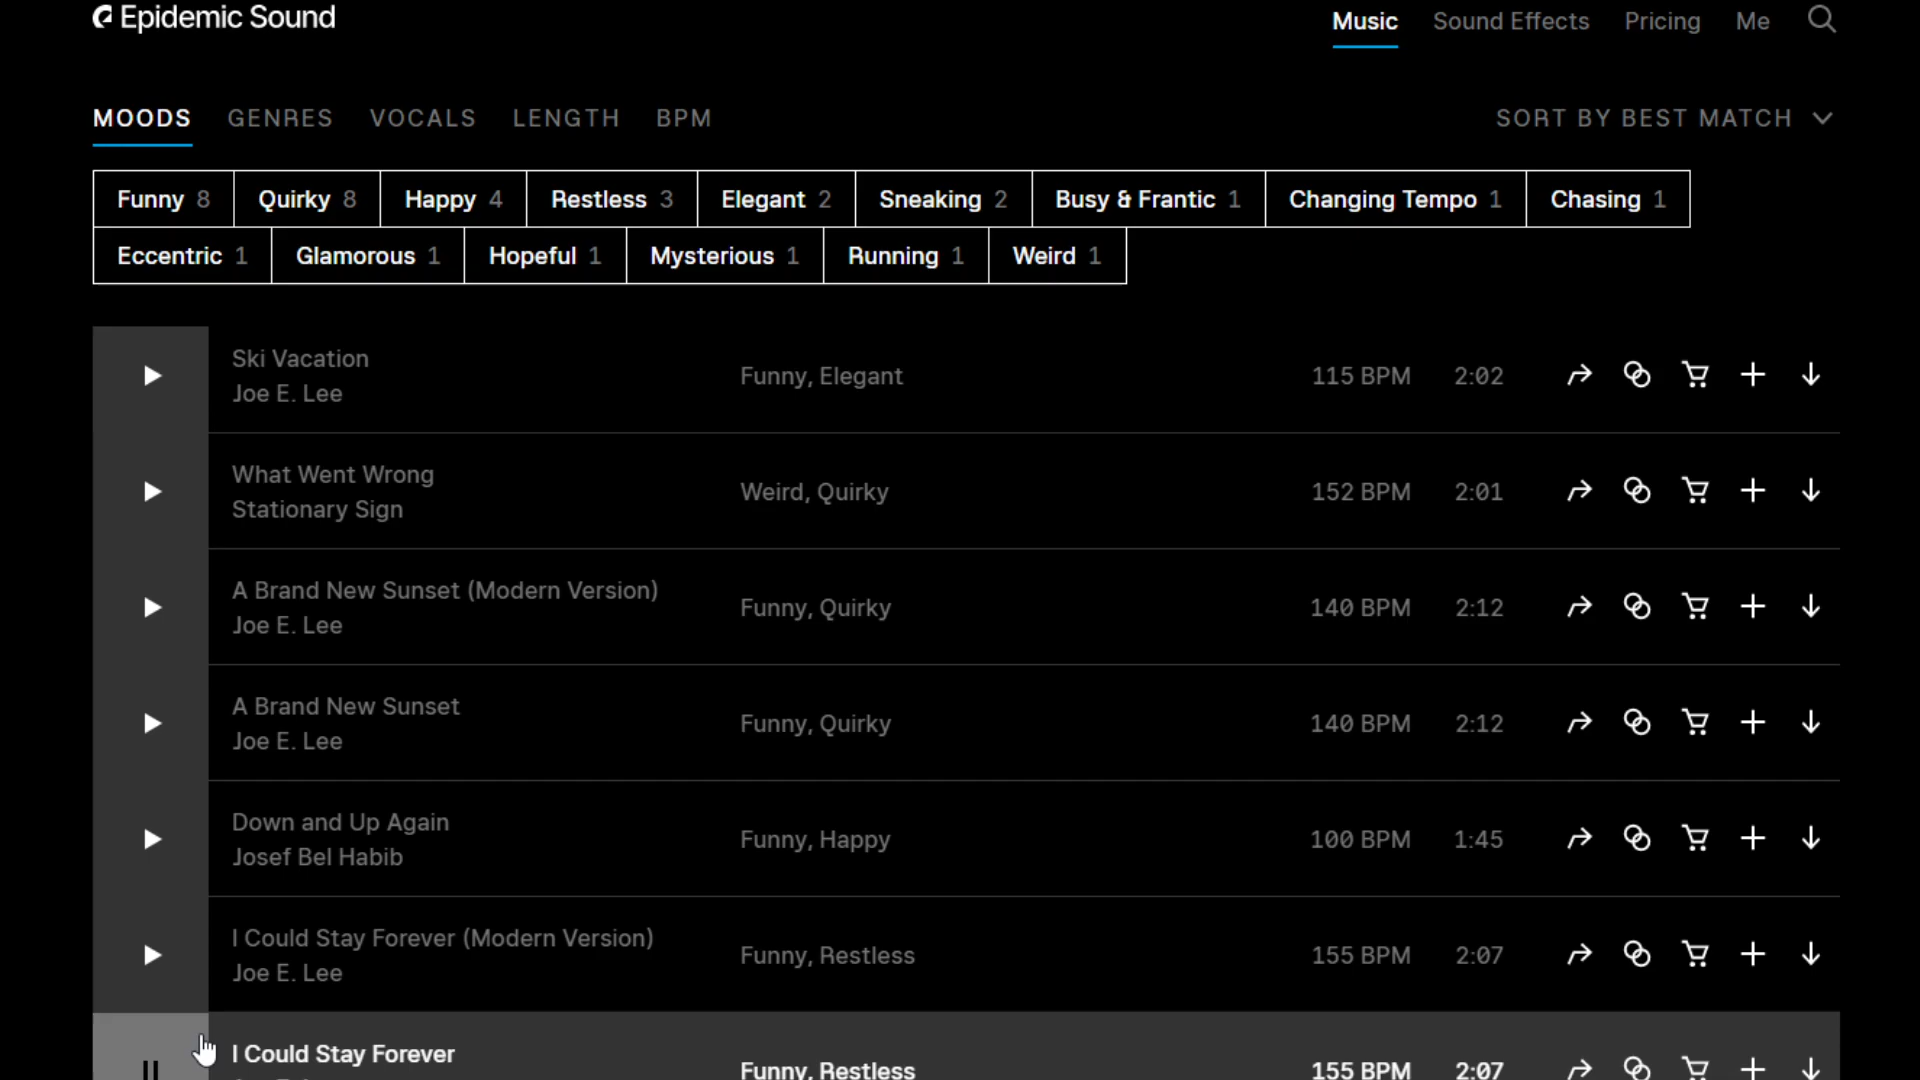 Epidemic Sound
Music Sound Effects Pricing Me
MOODS GENRES VOCALS LENGTH BPM SORT BY BEST MATCH
Funny 8 Quirky 8 Happy 4 Restless 3 Elegant 2 Sneaking 2 Busy & Frantic 1 Changing Tempo 1 Chasing 1
Eccentric 1 Glamorous 1 Hopeful 1 Mysterious 1 Running 1 Weird 1
Ski Vacation
Joe E. Lee
Funny, Elegant 115 BPM 2:02
What Went Wrong
Stationary Sign
Weird, Quirky 152 BPM 2:01
A Brand New Sunset (Modern Version)
Joe E. Lee
Funny, Quirky 140 BPM 2:12
A Brand New Sunset
Joe E. Lee
Funny, Quirky 140 BPM 2:12
Down and Up Again
Josef Bel Habib
Funny, Happy 100 BPM 1:45
I Could Stay Forever (Modern Version)
Joe E. Lee
Funny, Restless 155 BPM 2:07
I Could Stay Forever
Funny, Restless 155 BPM 2:07